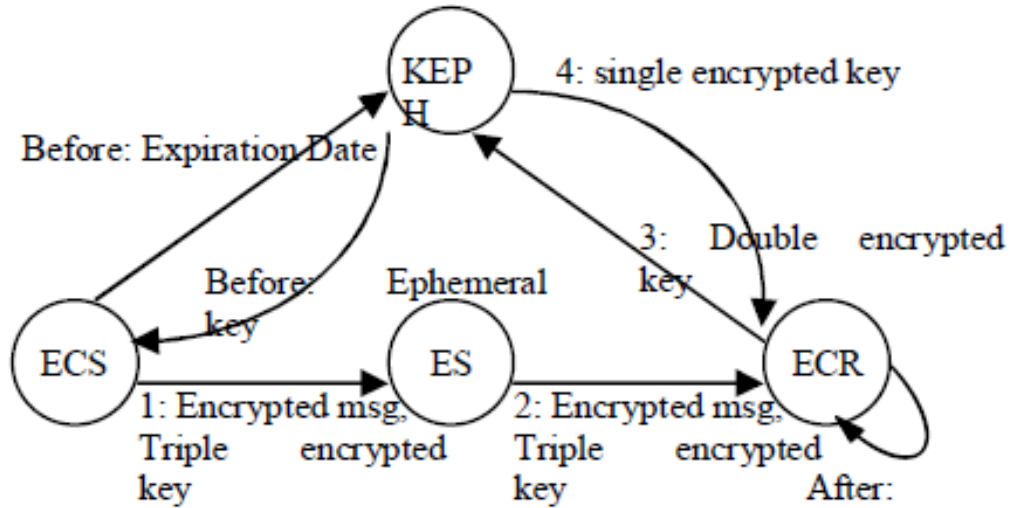 KEP
H
4: single encrypted key
Before: Expiration Date
3: Double encrypted
key
Before: Ephemeral
key
ECS
ES
ECR
1: Encrypted msg,
Triple encrypted
key
2: Encrypted msg,
Triple encrypted
key
After: